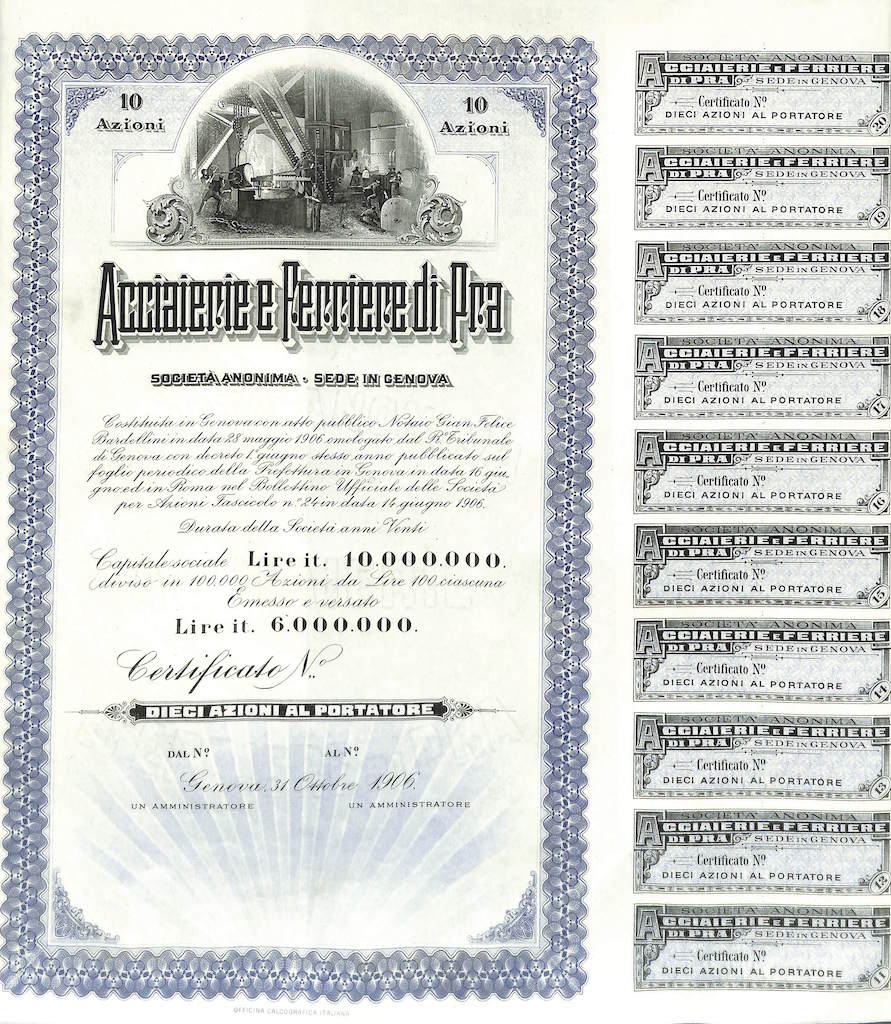 10
Azioni
10
Azioni
Acciaierie e Ferriere di Pra
SOCIETÀ ANONIMA - SEDE IN GENOVA
Costituita in Genova con atto pubblico Notaio Gian Felice
Bardellini in data 28 maggio 1906 omologato dal R. Tribunale
di Genova con decreto 1° giugno stesso anno pubblicato sul
foglio periodico della Prefettura in Genova in data 16 giu
gno ed in Roma nel Bollettino Ufficiale delle Società
per Azioni Fascicolo n.° 24 in data 14 giugno 1906.
Durata della Società anni Venti
Capitale sociale Lire it. 10.000.000.
diviso in 100,000 Azioni da Lire 100 ciascuna
Emesso e versato
Lire it. 6.000.000.
Certificato N.°
DIECI AZIONI AL PORTATORE
DAL Nº AL Nº
Genova, 31 Ottobre 1906.
UN AMMINISTRATORE UN AMMINISTRATORE
OFFICINA CALCOGRAFICA ITALIANA
SOCIETÀ ANONIMA
ACCIAIERIE E FERRIERE
DI PRA SEDE IN GENOVA
Certificato Nº
DIECI AZIONI AL PORTATORE
20
SOCIETÀ ANONIMA
ACCIAIERIE E FERRIERE
DI PRA SEDE IN GENOVA
Certificato Nº
DIECI AZIONI AL PORTATORE
19
SOCIETÀ ANONIMA
ACCIAIERIE E FERRIERE
DI PRA SEDE IN GENOVA
Certificato Nº
DIECI AZIONI AL PORTATORE
18
SOCIETÀ ANONIMA
ACCIAIERIE E FERRIERE
DI PRA SEDE IN GENOVA
Certificato Nº
DIECI AZIONI AL PORTATORE
17
SOCIETÀ ANONIMA
ACCIAIERIE E FERRIERE
DI PRA SEDE IN GENOVA
Certificato Nº
DIECI AZIONI AL PORTATORE
16
SOCIETÀ ANONIMA
ACCIAIERIE E FERRIERE
DI PRA SEDE IN GENOVA
Certificato Nº
DIECI AZIONI AL PORTATORE
15
SOCIETÀ ANONIMA
ACCIAIERIE E FERRIERE
DI PRA SEDE IN GENOVA
Certificato Nº
DIECI AZIONI AL PORTATORE
14
SOCIETÀ ANONIMA
ACCIAIERIE E FERRIERE
DI PRA SEDE IN GENOVA
Certificato Nº
DIECI AZIONI AL PORTATORE
13
SOCIETÀ ANONIMA
ACCIAIERIE E FERRIERE
DI PRA SEDE IN GENOVA
Certificato Nº
DIECI AZIONI AL PORTATORE
12
SOCIETÀ ANONIMA
ACCIAIERIE E FERRIERE
DI PRA SEDE IN GENOVA
Certificato Nº
DIECI AZIONI AL PORTATORE
11